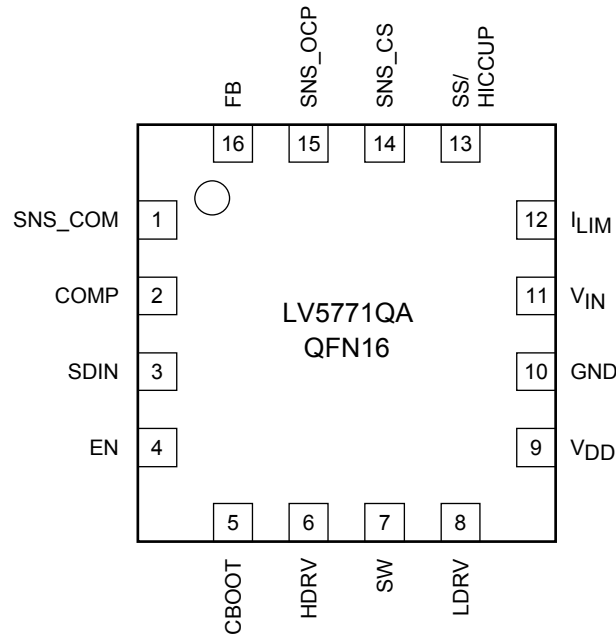 FB
SNS_OCP
SNS_CS
SS/
HICCUP
16
15
14
13
SNS_COM
1
12
ILIM
COMP
2
11
VIN
LV5771QA
QFN16
SDIN
3
10
GND
EN
4
9
VDD
5
6
7
8
CBOOT
HDRV
SW
LDRV